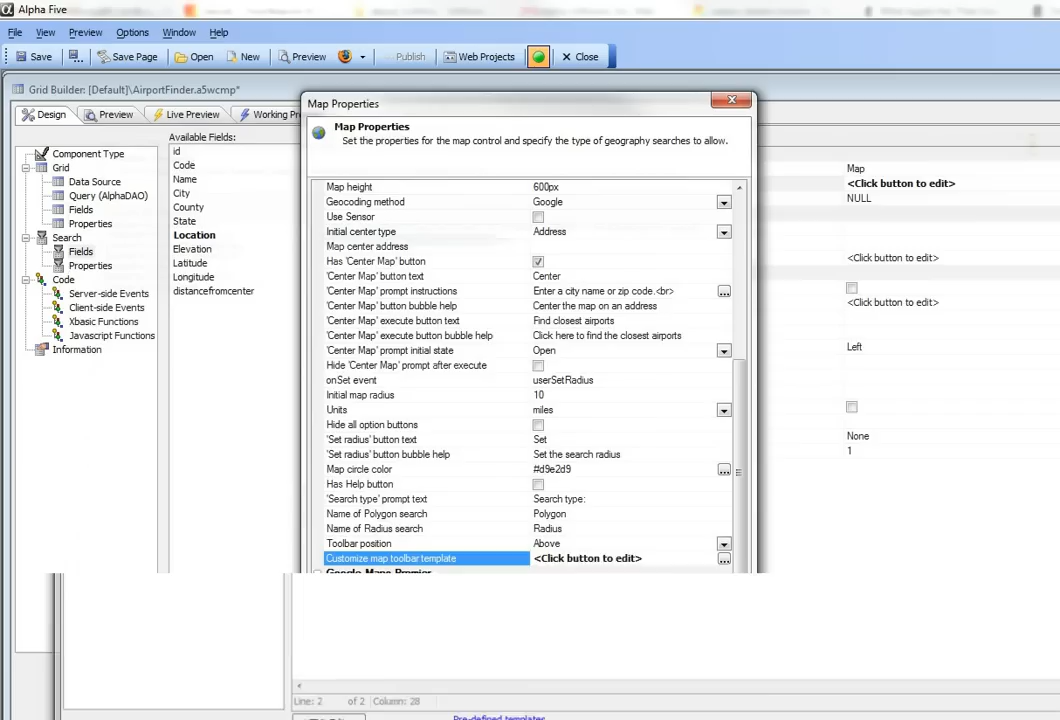 Alpha Five
File View Preview Options Window Help
Save Save Page Open New Preview Publish Web Projects Close
Grid Builder: [Default]\AirportFinder.a5wcmp*
Design Preview Live Preview Working Pr
Component Type
Grid
Data Source
Query (AlphaDAO)
Fields
Properties
Search
Fields
Properties
Code
Server-side Events
Client-side Events
Xbasic Functions
Javascript Functions
Information
Available Fields:
id
Code
Name
City
County
State
Location
Elevation
Latitude
Longitude
distancefromcenter
Map Properties
Map Properties
Set the properties for the map control and specify the type of geography searches to allow.
Map height 600px
Geocoding method Google
Use Sensor
Initial center type Address
Map center address
Has 'Center Map' button
'Center Map' button text Center
'Center Map' prompt instructions Enter a city name or zip code.<br>
'Center Map' button bubble help Center the map on an address
'Center Map' execute button text Find closest airports
'Center Map' execute button bubble help Click here to find the closest airports
'Center Map' prompt initial state Open
Hide 'Center Map' prompt after execute
onSet event userSetRadius
Initial map radius 10
Units miles
Hide all option buttons
'Set radius' button text Set
'Set radius' button bubble help Set the search radius
Map circle color #d9e2d9
Has Help button
'Search type' prompt text Search type:
Name of Polygon search Polygon
Name of Radius search Radius
Toolbar position Above
Customize map toolbar template <Click button to edit>
Google Maps Premier
Map
<Click button to edit>
NULL
<Click button to edit>
<Click button to edit>
Left
None
1
Line: 2 of 2 Column: 28
Pre-defined templates